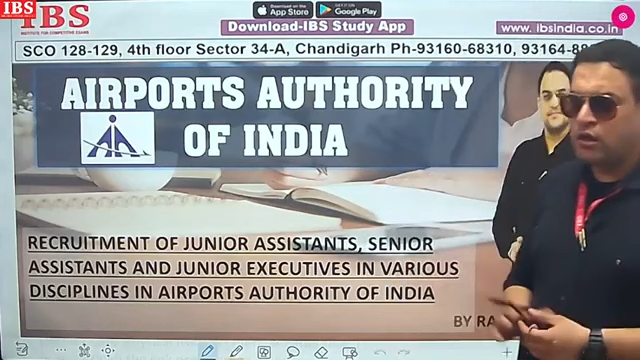 IBS
INSTITUTE FOR COMPETITIVE EXAMS
IBS
Download on the App Store
GET IT ON Google Play
Download-IBS Study App
www.ibsindia.co.in
SCO 128-129, 4th floor Sector 34-A, Chandigarh Ph-93160-68310, 93164-88
AIRPORTS AUTHORITY
OF INDIA
RECRUITMENT OF JUNIOR ASSISTANTS, SENIOR
ASSISTANTS AND JUNIOR EXECUTIVES IN VARIOUS
DISCIPLINES IN AIRPORTS AUTHORITY OF INDIA
BY RA